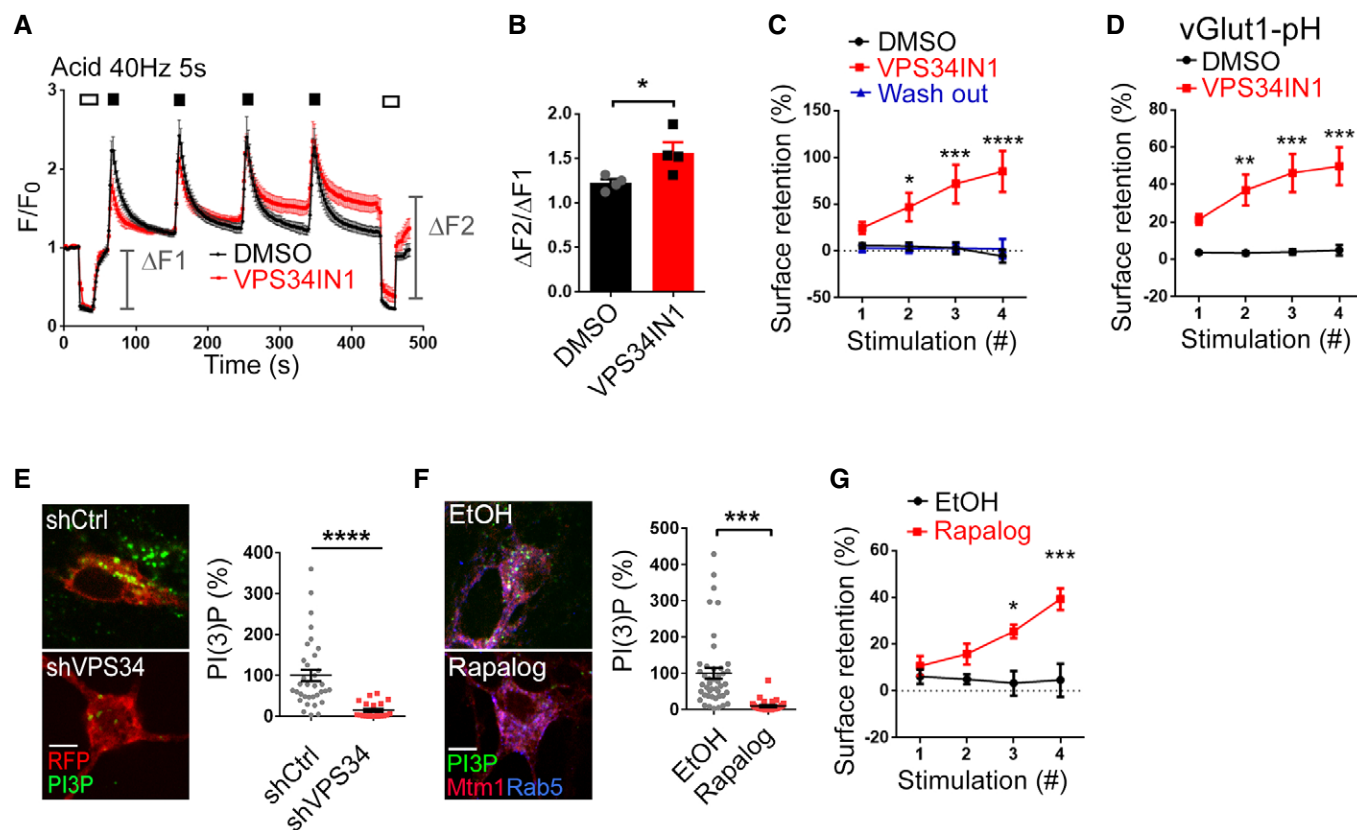 A
Acid 40Hz 5s
F/F0
3
2
1
0
0 100 200 300 400 500
Time (s)
ΔF1
ΔF2
DMSO
VPS34IN1
B
*
ΔF2/ΔF1
2.0
1.5
1.0
0.5
0.0
DMSO
VPS34IN1
C
DMSO
VPS34IN1
Wash out
Surface retention (%)
150
100
50
0
-50
* *** ****
1 2 3 4
Stimulation (#)
D
vGlut1-pH
DMSO
VPS34IN1
Surface retention (%)
80
60
40
20
0
-20
** *** ***
1 2 3 4
Stimulation (#)
E
shCtrl
shVPS34
RFP
PI3P
****
PI(3)P (%)
400
300
200
100
0
shCtrl
shVPS34
F
EtOH
Rapalog
PI3P
Mtm1Rab5
***
PI(3)P (%)
500
400
300
200
100
0
EtOH
Rapalog
G
EtOH
Rapalog
Surface retention (%)
60
40
20
0
-20
* ***
1 2 3 4
Stimulation (#)